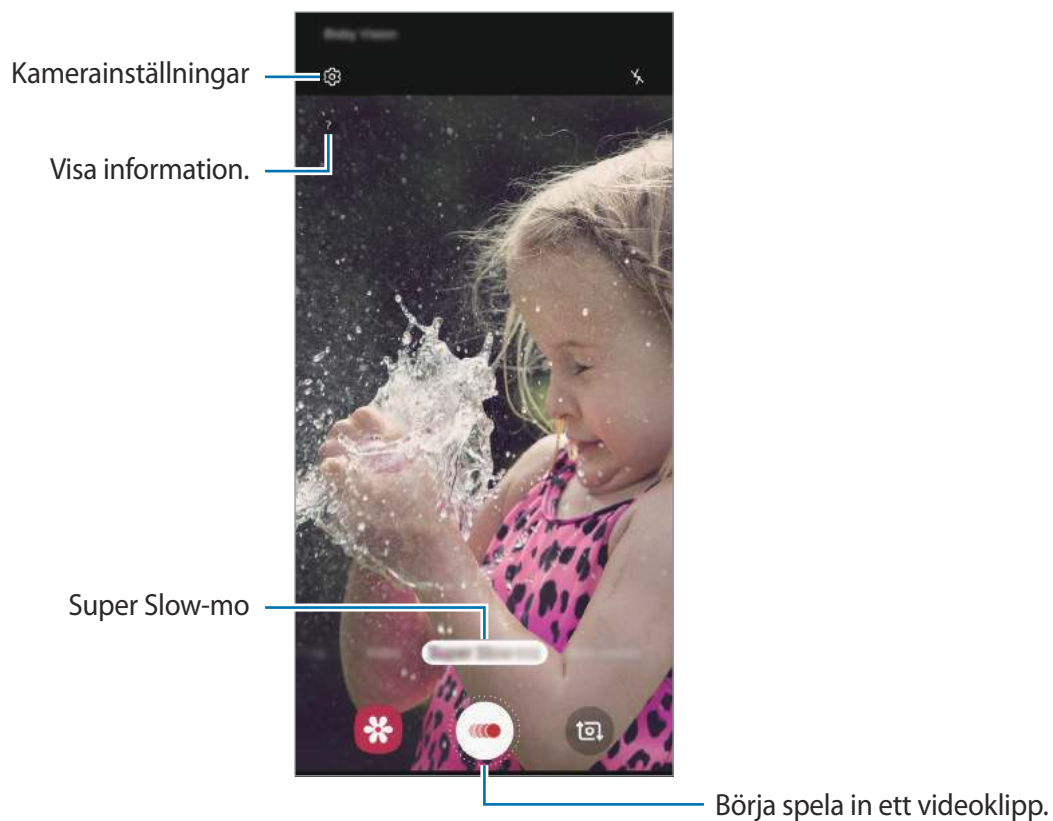 Kamerainställningar
?
Visa information.
Super Slow-mo
Börja spela in ett videoklipp.